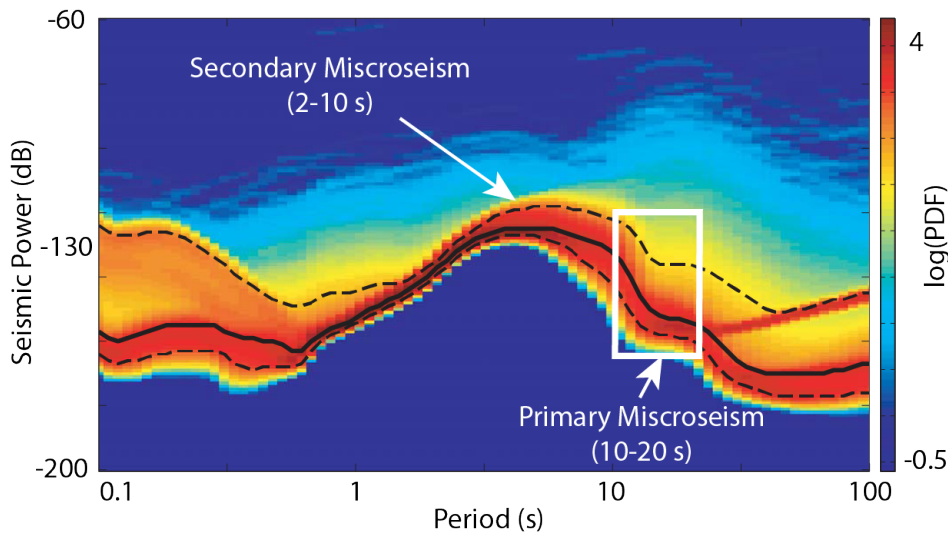 -60
Secondary Miscroseism
(2-10 s)
4
Seismic Power (dB)
-130
log(PDF)
Primary Miscroseism
(10-20 s)
-200
-0.5
0.1
1
10
100
Period (s)